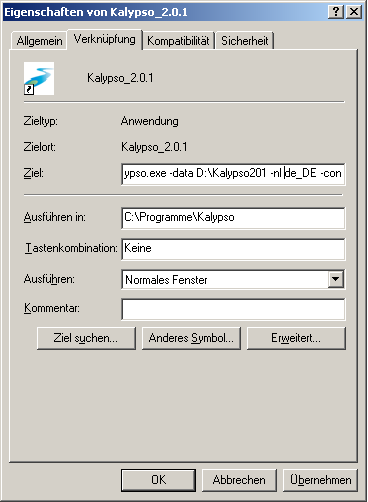 Eigenschaften von Kalypso_2.0.1
Allgemein Verknüpfung Kompatibilität Sicherheit
Kalypso_2.0.1
Zieltyp: Anwendung
Zielort: Kalypso_2.0.1
Ziel: ypso.exe -data D:\Kalypso201 -nl de_DE -con
Ausführen in: C:\Programme\Kalypso
Tastenkombination: Keine
Ausführen: Normales Fenster
Kommentar:
Ziel suchen... Anderes Symbol... Erweitert...
OK Abbrechen Übernehmen